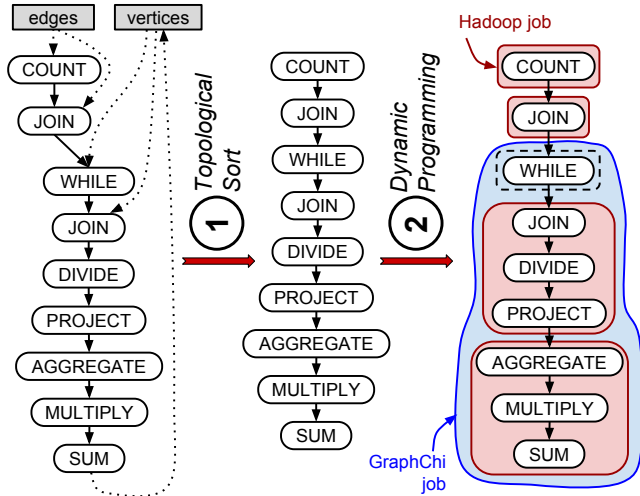 edges
vertices
COUNT
JOIN
WHILE
JOIN
DIVIDE
PROJECT
AGGREGATE
MULTIPLY
SUM
1
Topological
Sort
COUNT
JOIN
WHILE
JOIN
DIVIDE
PROJECT
AGGREGATE
MULTIPLY
SUM
2
Dynamic
Programming
Hadoop job
COUNT
JOIN
WHILE
JOIN
DIVIDE
PROJECT
AGGREGATE
MULTIPLY
SUM
GraphChi
job